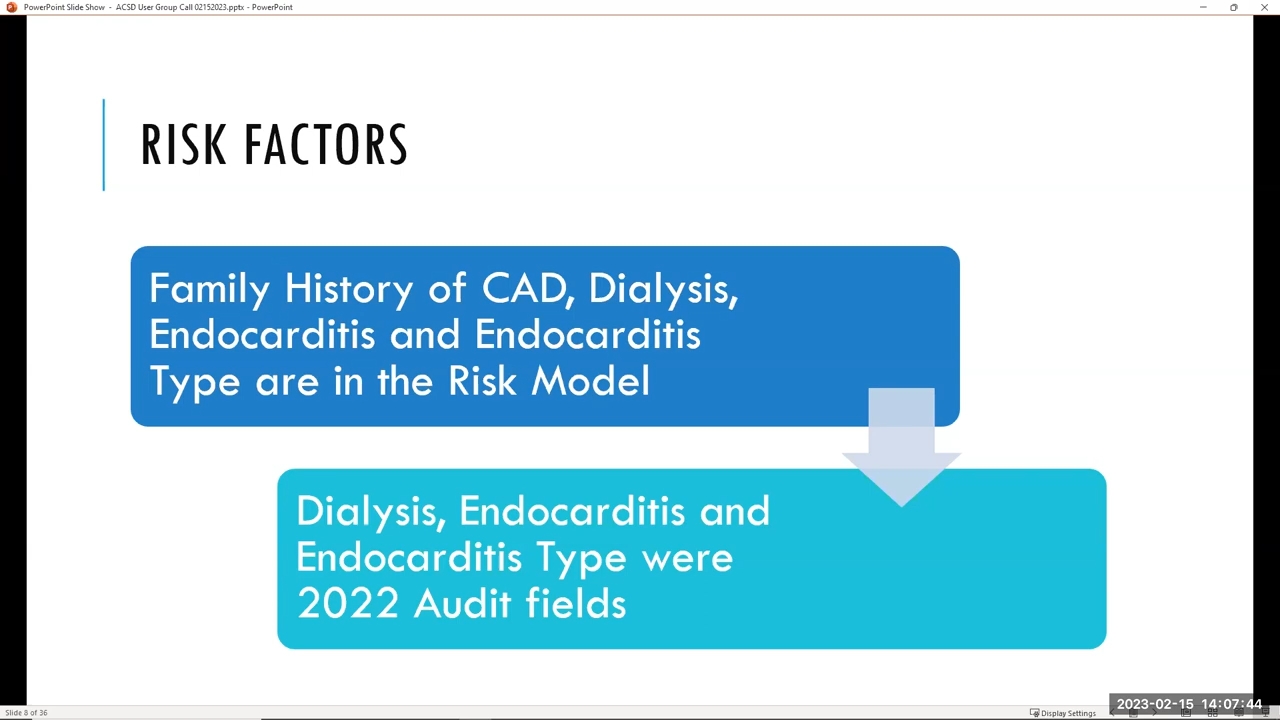 PowerPoint Slide Show - ACSD User Group Call 02152023.pptx - PowerPoint
RISK FACTORS
Family History of CAD, Dialysis,
Endocarditis and Endocarditis
Type are in the Risk Model
Dialysis, Endocarditis and
Endocarditis Type were
2022 Audit fields
2023-02-15 14:07:44
Slide 8 of 36
Display Settings